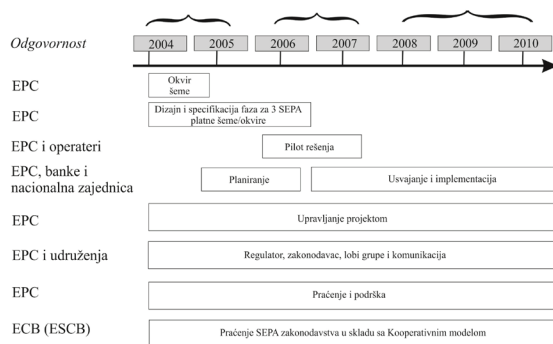 Odgovornost
2004 2005 2006 2007 2008 2009 2010
EPC
Okvir
šeme
EPC
Dizajn i specifikacija faza za 3 SEPA
platne šeme/okvire
EPC i operateri
Pilot rešenja
EPC, banke i
nacionalna zajednica
Planiranje
Usvajanje i implementacija
EPC
Upravljanje projektom
EPC i udruženja
Regulator, zakonodavac, lobi grupe i komunikacija
EPC
Praćenje i podrška
ECB (ESCB)
Praćenje SEPA zakonodavstva u skladu sa Kooperativnim modelom